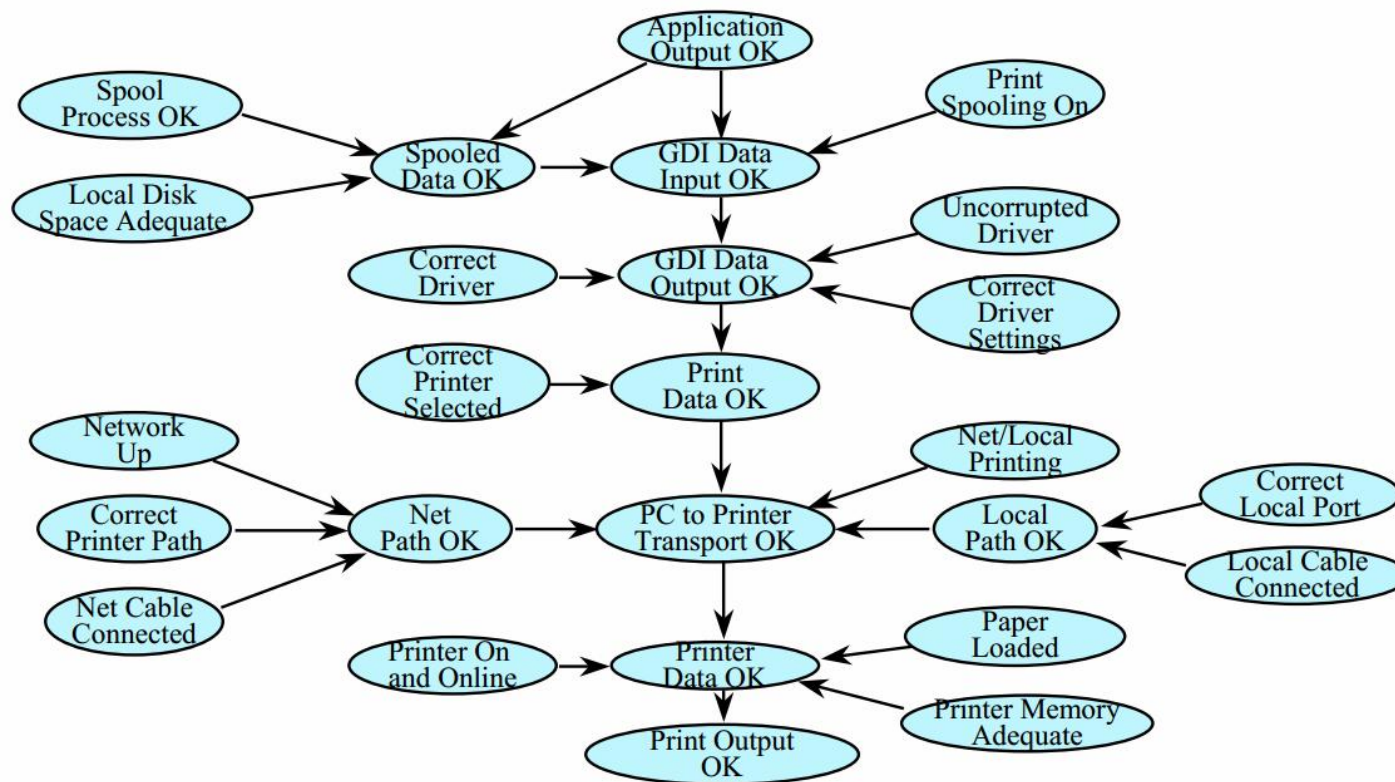 Application
Output OK
Spool
Process OK
Print
Spooling On
Spooled
Data OK
GDI Data
Input OK
Local Disk
Space Adequate
Uncorrupted
Driver
Correct
Driver
GDI Data
Output OK
Correct
Driver
Settings
Correct
Printer
Selected
Print
Data OK
Network
Up
Net/Local
Printing
Correct
Local Port
Correct
Printer Path
Net
Path OK
PC to Printer
Transport OK
Local
Path OK
Local Cable
Connected
Net Cable
Connected
Paper
Loaded
Printer On
and Online
Printer
Data OK
Printer Memory
Adequate
Print Output
OK